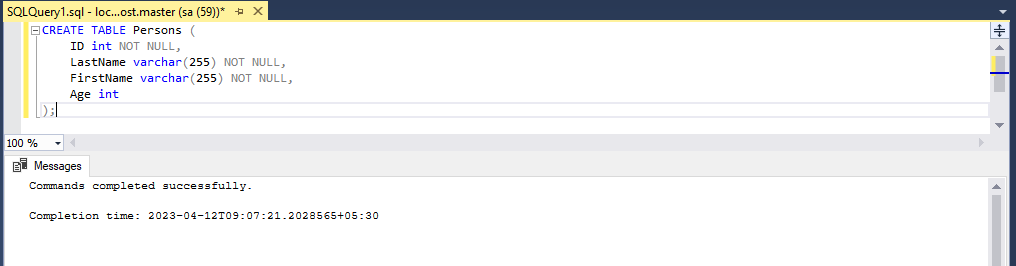 SQLQuery1.sql - loc...ost.master (sa (59))*
CREATE TABLE Persons (
ID int NOT NULL,
LastName varchar(255) NOT NULL,
FirstName varchar(255) NOT NULL,
Age int
);
100 %
Messages
Commands completed successfully.
Completion time: 2023-04-12T09:07:21.2028565+05:30